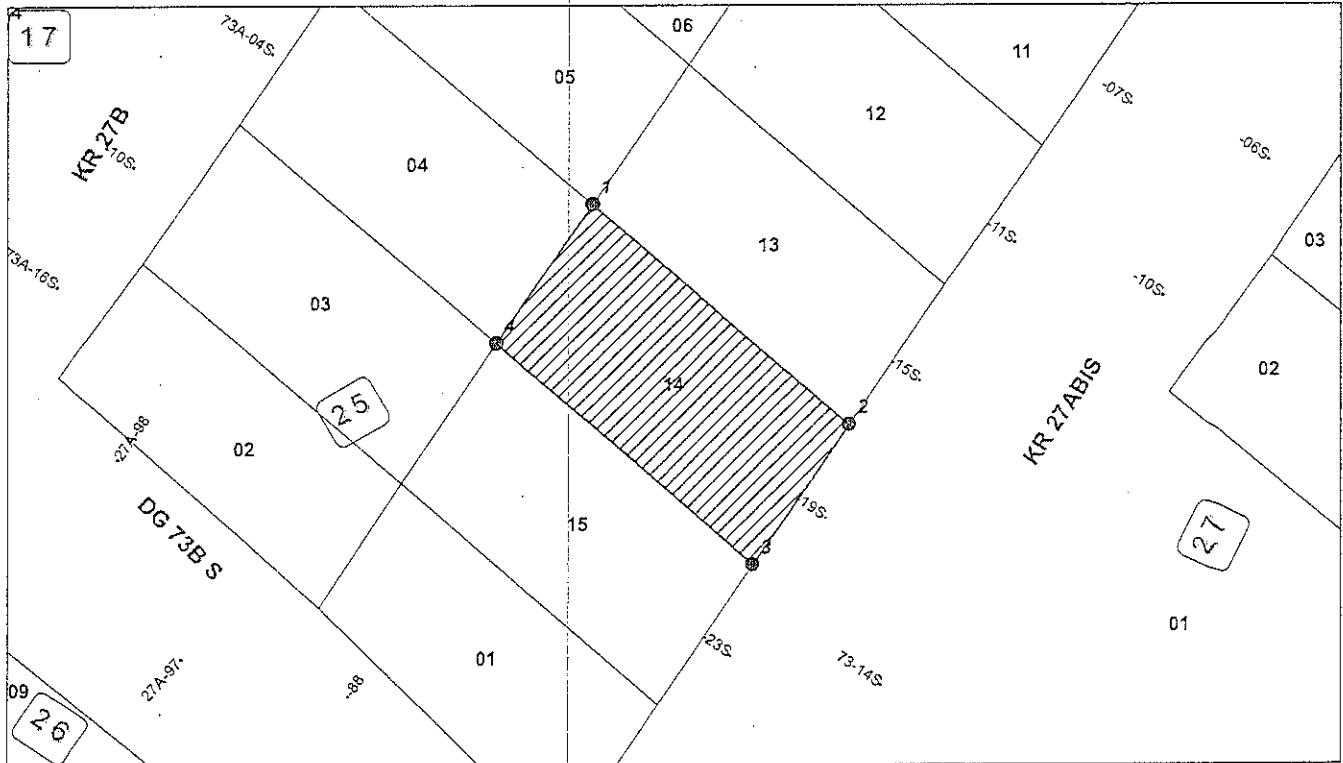 4
17
73A-04S.
06
05
11
12
-07S.
KR 27B
-10S.
-06S.
04
1
13
-11S.
03
73A-16S.
-10S.
03
4
14
-15S.
02
KR 27ABIS
25
2
-27A-98
02
-19S.
DG 73B S
15
3
27
01
-23S.
73-14S.
01
27A-97.
--88
09
26